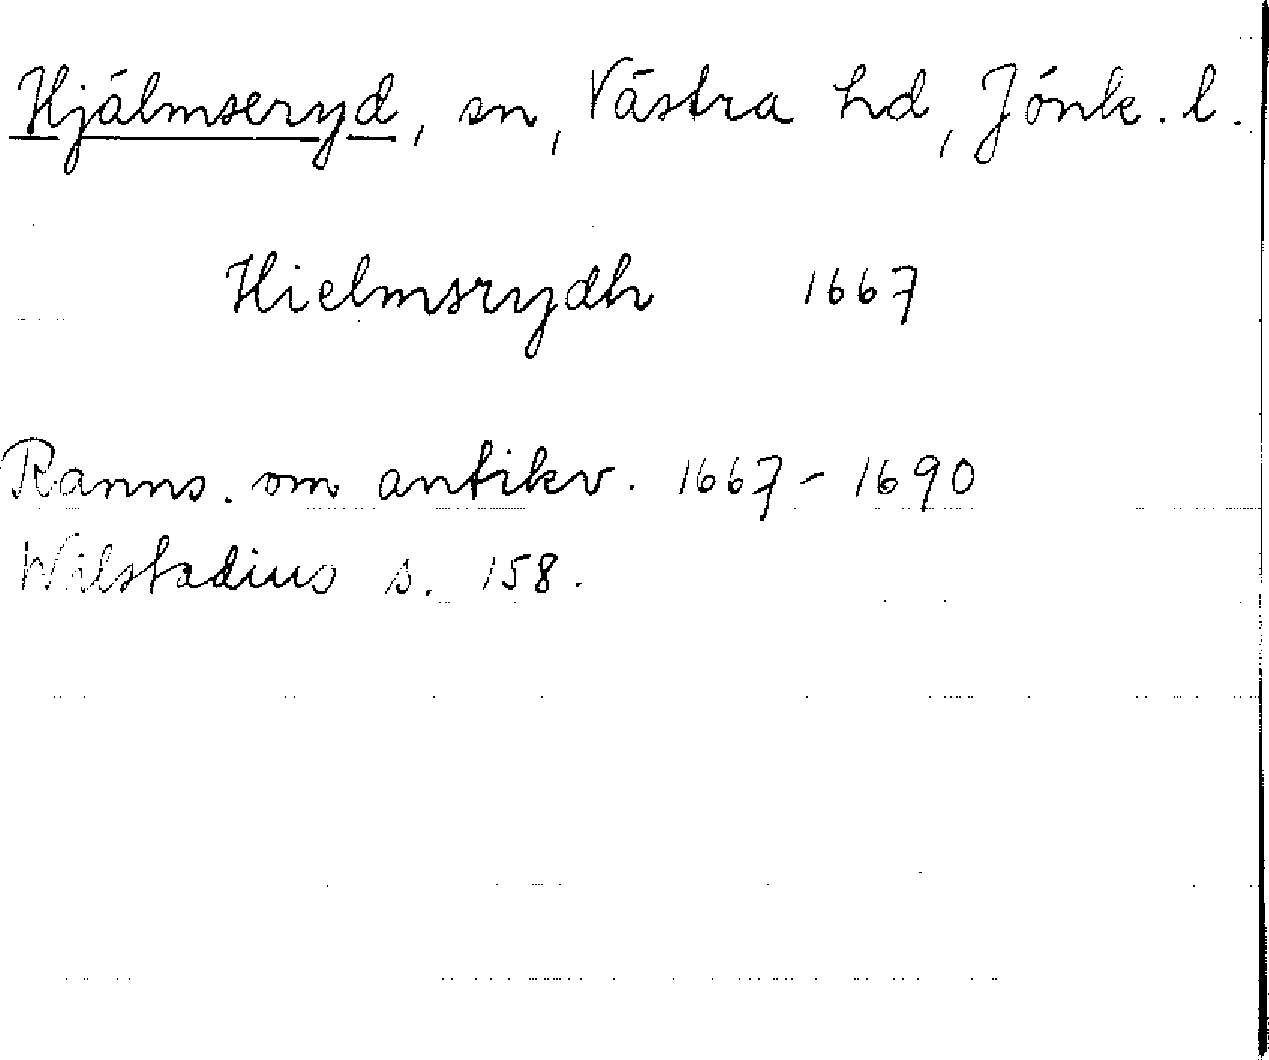 Hjälmseryd, sn, Västra hd, Jönk. l.
Hielmsrydh 1667
Ranns. om antikv. 1667-1690
Wilstadius s. 158.